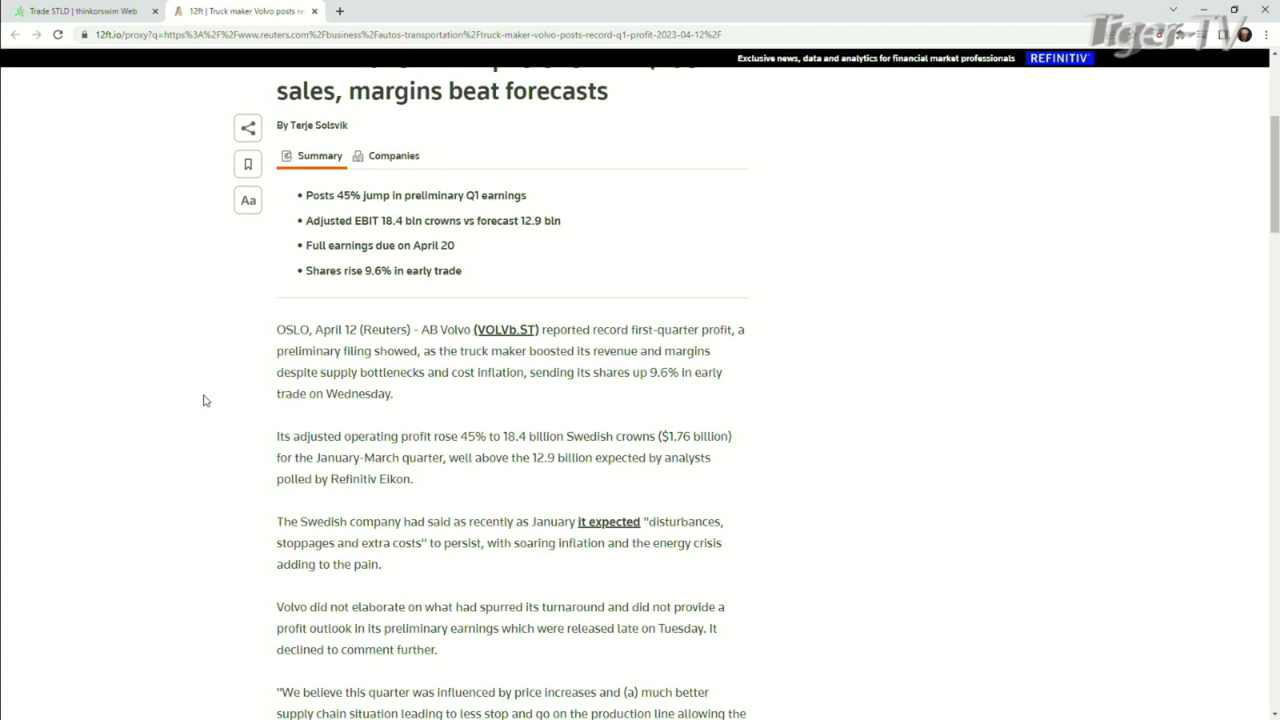 Trade STLD | thinkorswim Web
12ft | Truck maker Volvo posts re
12ft.io/proxy?q=https%3A%2F%2Fwww.reuters.com%2Fbusiness%2Fautos-transportation%2Ftruck-maker-volvo-posts-record-q1-profit-2023-04-12%2F
Tiger-TV
Exclusive news, data and analytics for financial market professionals REFINITIV
sales, margins beat forecasts
By Terje Solsvik
Summary Companies
Aa
• Posts 45% jump in preliminary Q1 earnings
• Adjusted EBIT 18.4 bln crowns vs forecast 12.9 bln
• Full earnings due on April 20
• Shares rise 9.6% in early trade
OSLO, April 12 (Reuters) - AB Volvo (VOLVb.ST) reported record first-quarter profit, a
preliminary filing showed, as the truck maker boosted its revenue and margins
despite supply bottlenecks and cost inflation, sending its shares up 9.6% in early
trade on Wednesday.
Its adjusted operating profit rose 45% to 18.4 billion Swedish crowns ($1.76 billion)
for the January-March quarter, well above the 12.9 billion expected by analysts
polled by Refinitiv Eikon.
The Swedish company had said as recently as January it expected "disturbances,
stoppages and extra costs" to persist, with soaring inflation and the energy crisis
adding to the pain.
Volvo did not elaborate on what had spurred its turnaround and did not provide a
profit outlook in its preliminary earnings which were released late on Tuesday. It
declined to comment further.
"We believe this quarter was influenced by price increases and (a) much better
supply chain situation leading to less stop and go on the production line allowing the